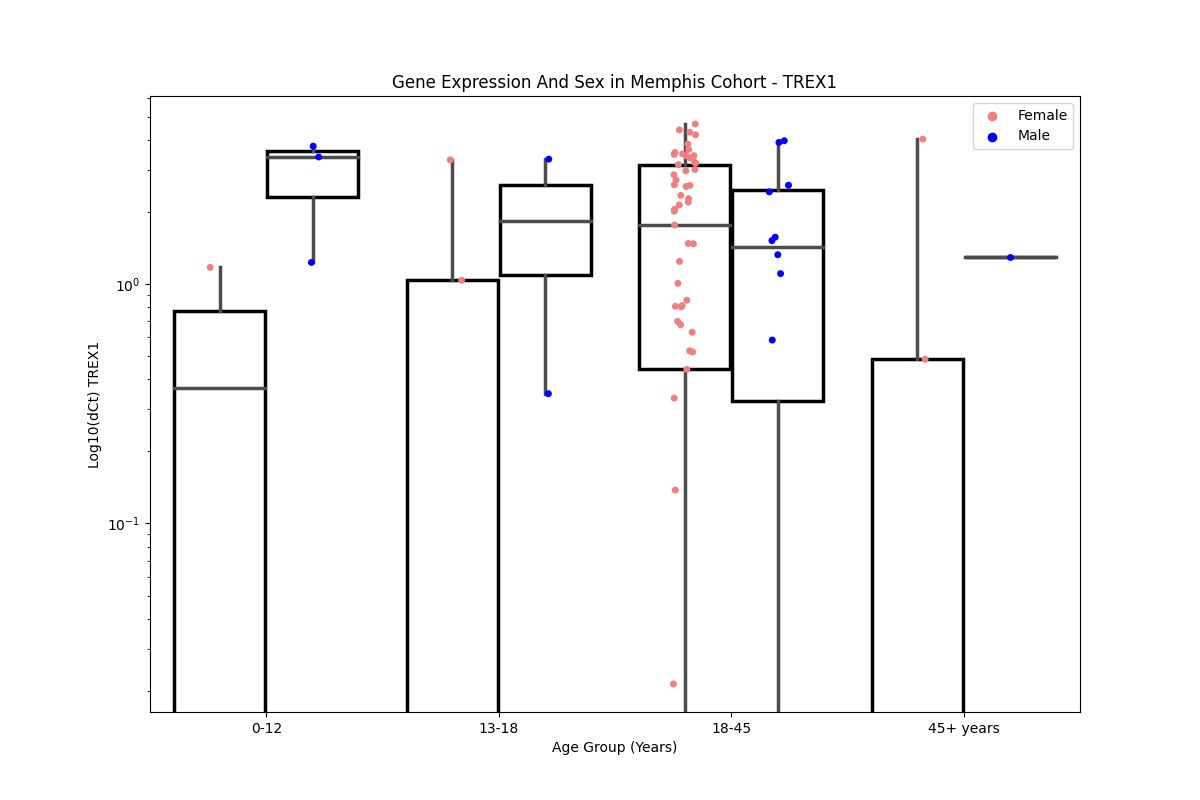 Gene Expression And Sex in Memphis Cohort - TREX1
Female
Male
10⁰
10⁻¹
Log10(dCt) TREX1
0-12
13-18
18-45
45+ years
Age Group (Years)